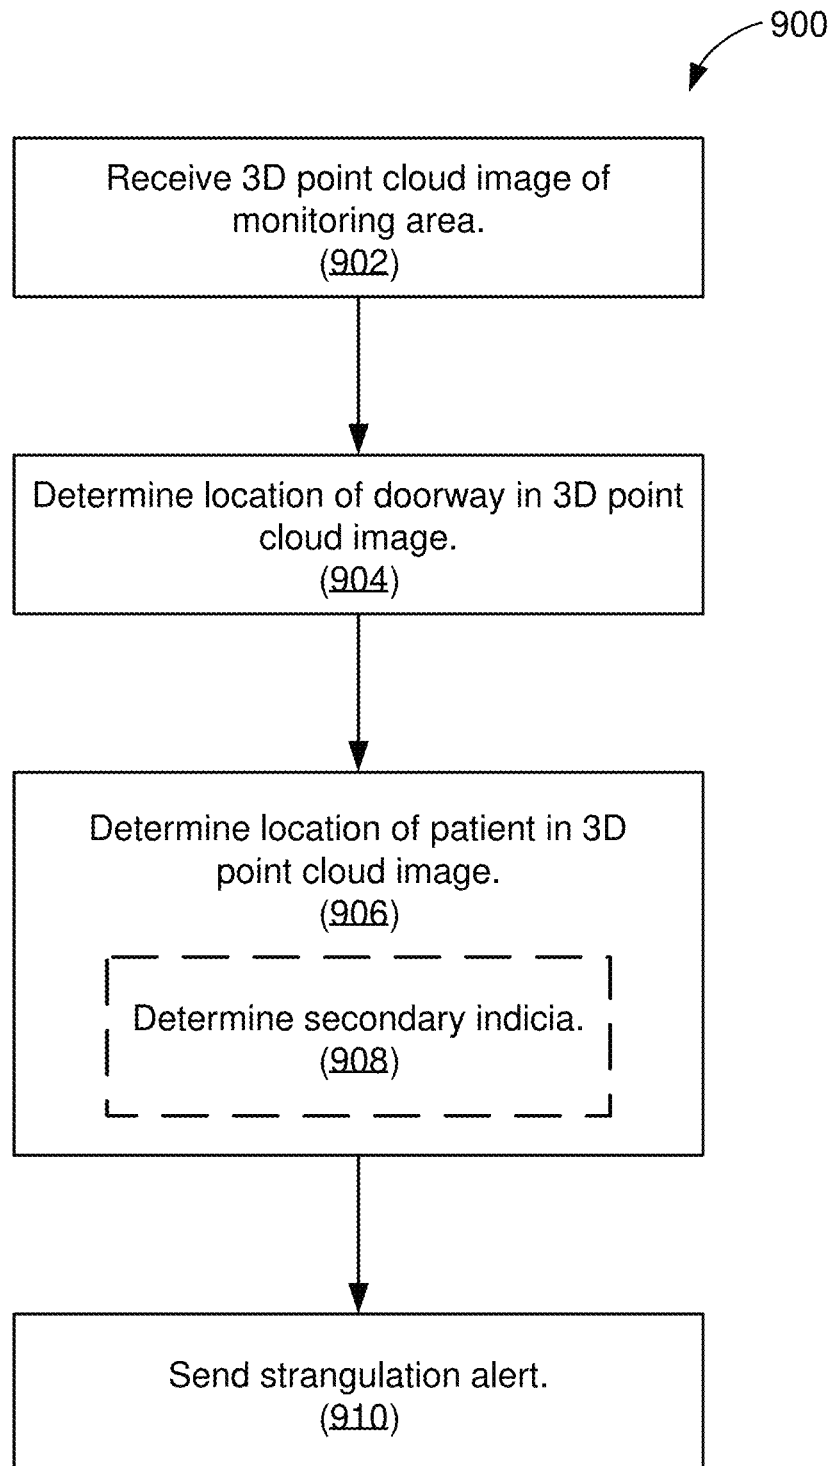 900
Receive 3D point cloud image of
monitoring area.
(902)
Determine location of doorway in 3D point
cloud image.
(904)
Determine location of patient in 3D
point cloud image.
(906)
Determine secondary indicia.
(908)
Send strangulation alert.
(910)